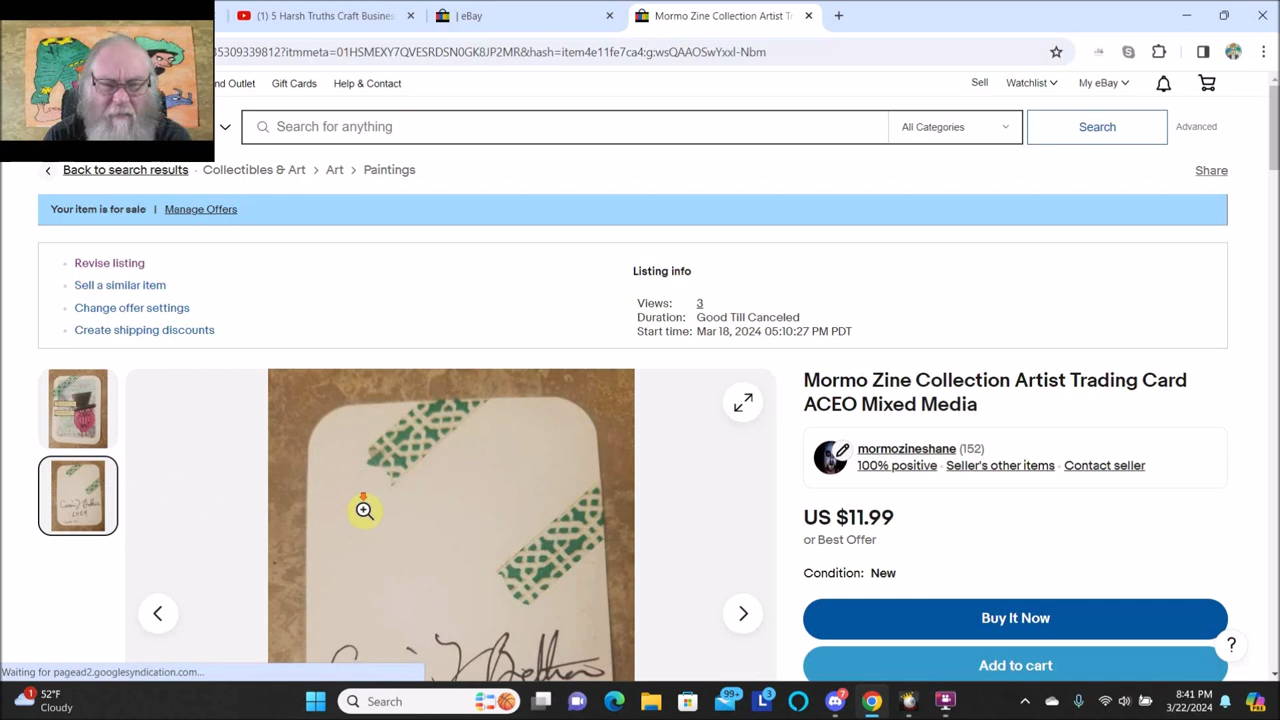 (1) 5 Harsh Truths Craft Busines
| eBay
Mormo Zine Collection Artist Tr
35309339812?itmmeta=01HSMEXY7QVESRDSN0GK8JP2MR&hash=item4e11fe7ca4:g:wsQAAOSwYxxl-Nbm
nd Outlet Gift Cards Help & Contact Sell Watchlist My eBay
Search for anything All Categories Search Advanced
Back to search results · Collectibles & Art > Art > Paintings Share
Your item is for sale | Manage Offers
Revise listing
Sell a similar item
Change offer settings
Create shipping discounts
Listing info
Views: 3
Duration: Good Till Canceled
Start time: Mar 18, 2024 05:10:27 PM PDT
Mormo Zine Collection Artist Trading Card
ACEO Mixed Media
mormozineshane (152)
100% positive · Seller's other items · Contact seller
US $11.99
or Best Offer
Condition: New
Buy It Now
Add to cart
?
Waiting for pagead2.googlesyndication.com...
1 52°F
Cloudy
Search
99+
3
7
8:41 PM
3/22/2024